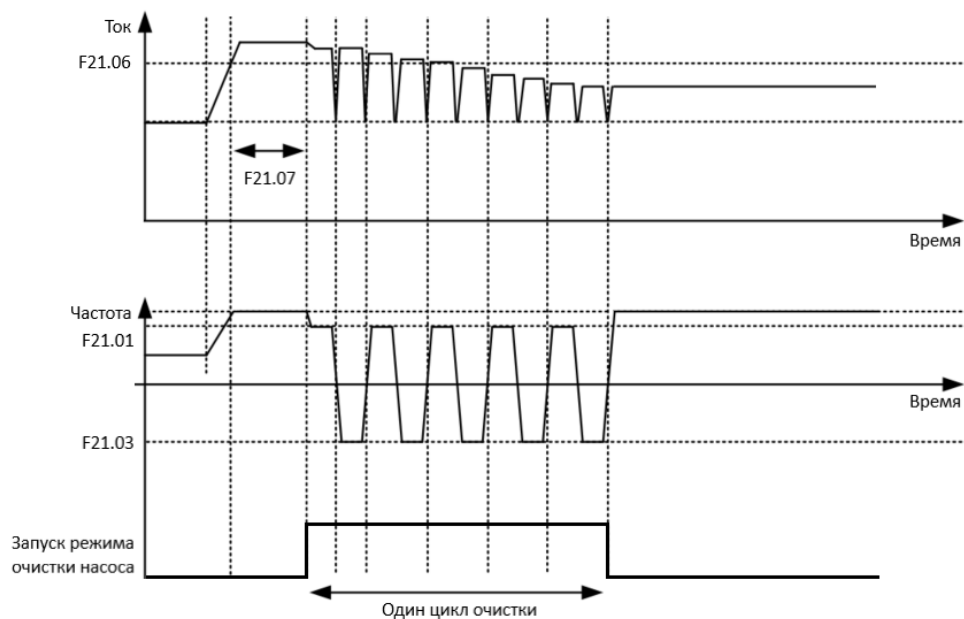 Ток
F21.06
F21.07
Время
Частота
F21.01
Время
F21.03
Запуск режима
очистки насоса
Один цикл очистки